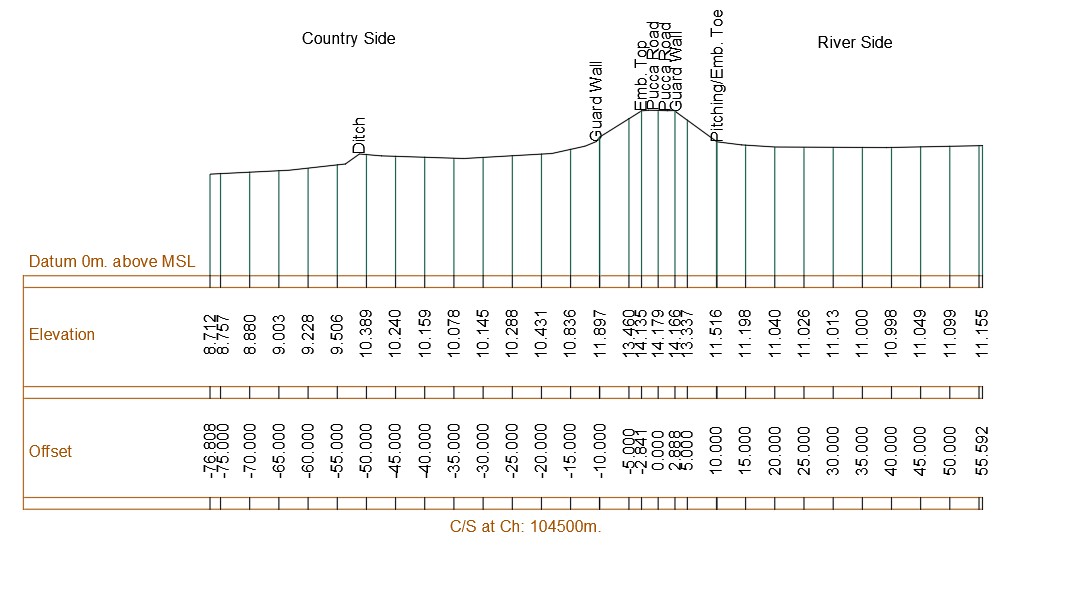 Country Side
River Side
Ditch
Guard Wall
Emb. Top
Pucca Road
Pucca Road
Guard Wall
Pitching/Emb. Toe
Datum 0m. above MSL
Elevation
8.712 8.757 8.880 9.003 9.228 9.506 10.389 10.240 10.159 10.078 10.145 10.288 10.431 10.836 11.897 13.460 14.135 14.179 14.166 13.337 11.516 11.198 11.040 11.026 11.013 11.000 10.998 11.049 11.099 11.155
Offset
-76.808 -75.000 -70.000 -65.000 -60.000 -55.000 -50.000 -45.000 -40.000 -35.000 -30.000 -25.000 -20.000 -15.000 -10.000 -5.000 -2.841 0.000 2.888 5.000 10.000 15.000 20.000 25.000 30.000 35.000 40.000 45.000 50.000 55.592
C/S at Ch: 104500m.